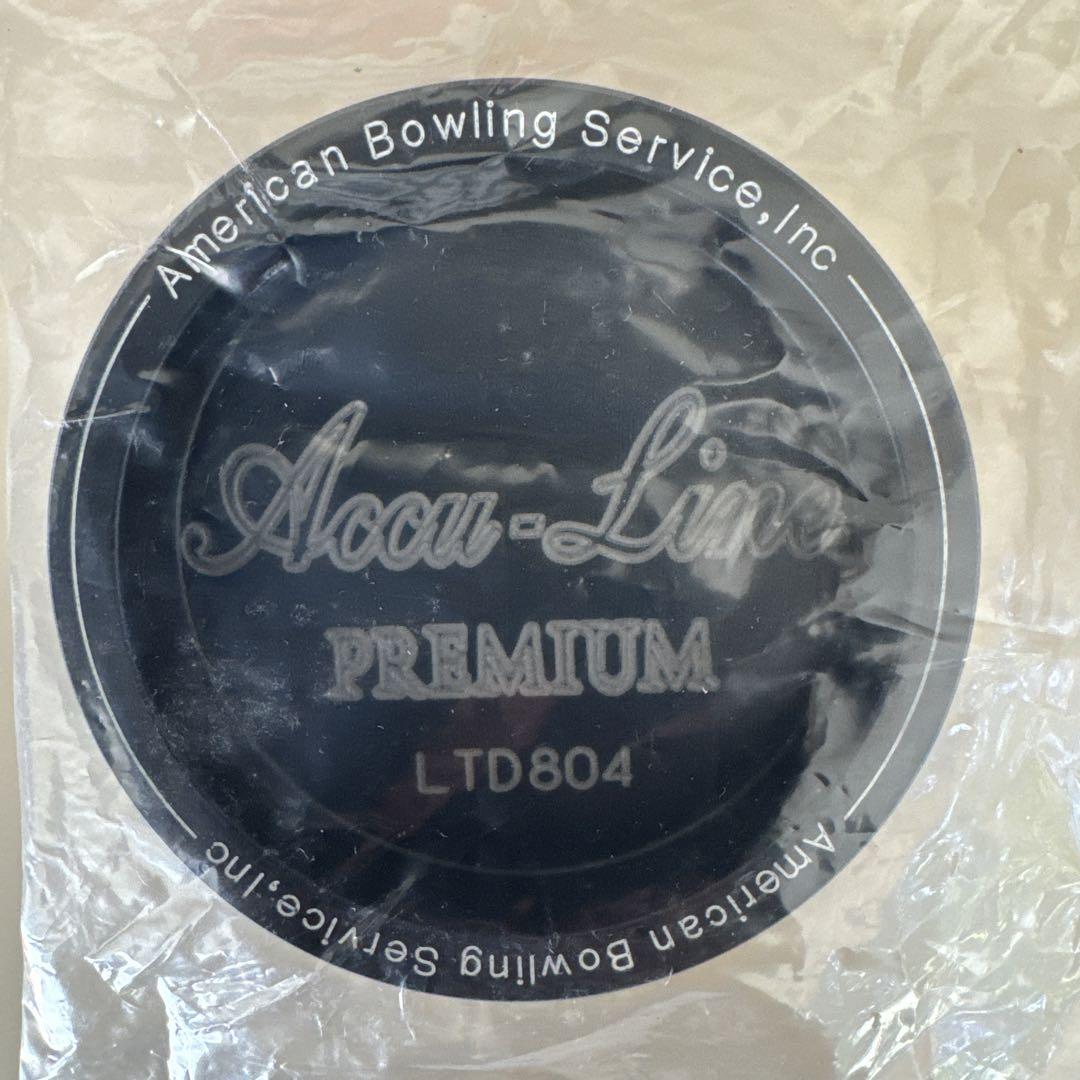 American Bowling Service,Inc
Accu-Line
PREMIUM
LTD804
American Bowling Service,Inc